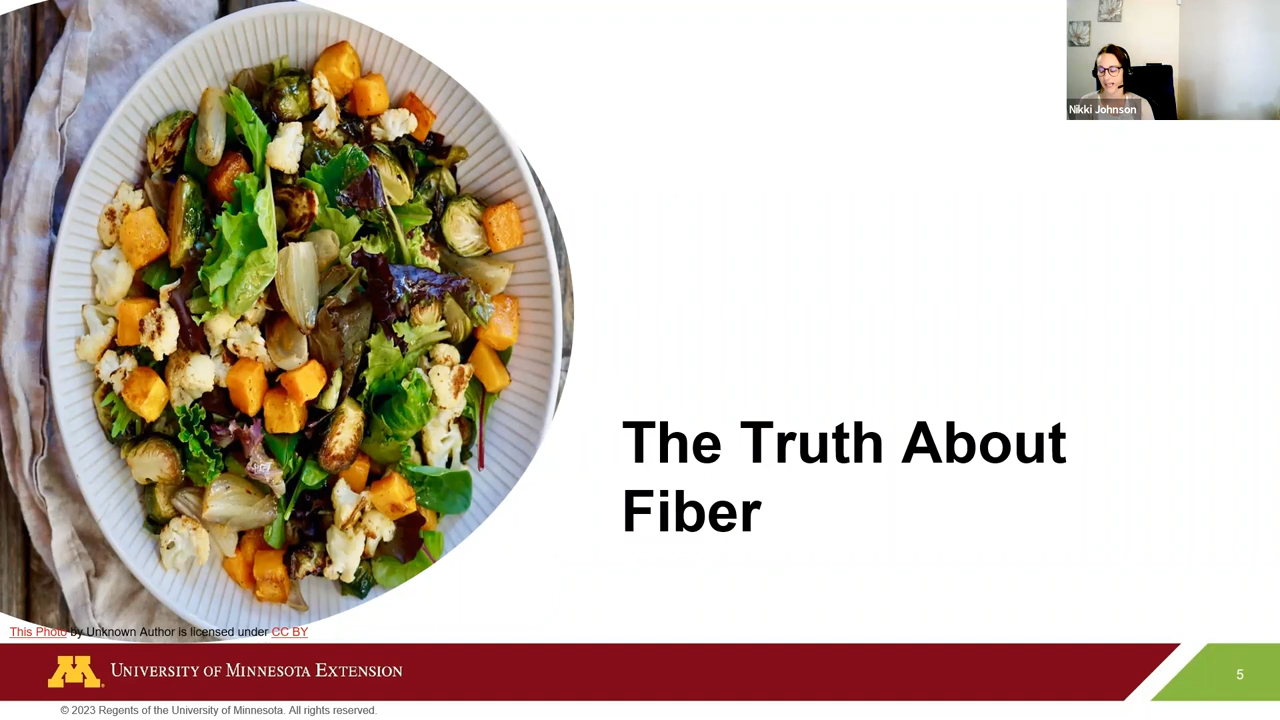 Nikki Johnson
The Truth About
Fiber
This Photo by Unknown Author is licensed under CC BY
M
UNIVERSITY OF MINNESOTA EXTENSION
5
© 2023 Regents of the University of Minnesota. All rights reserved.